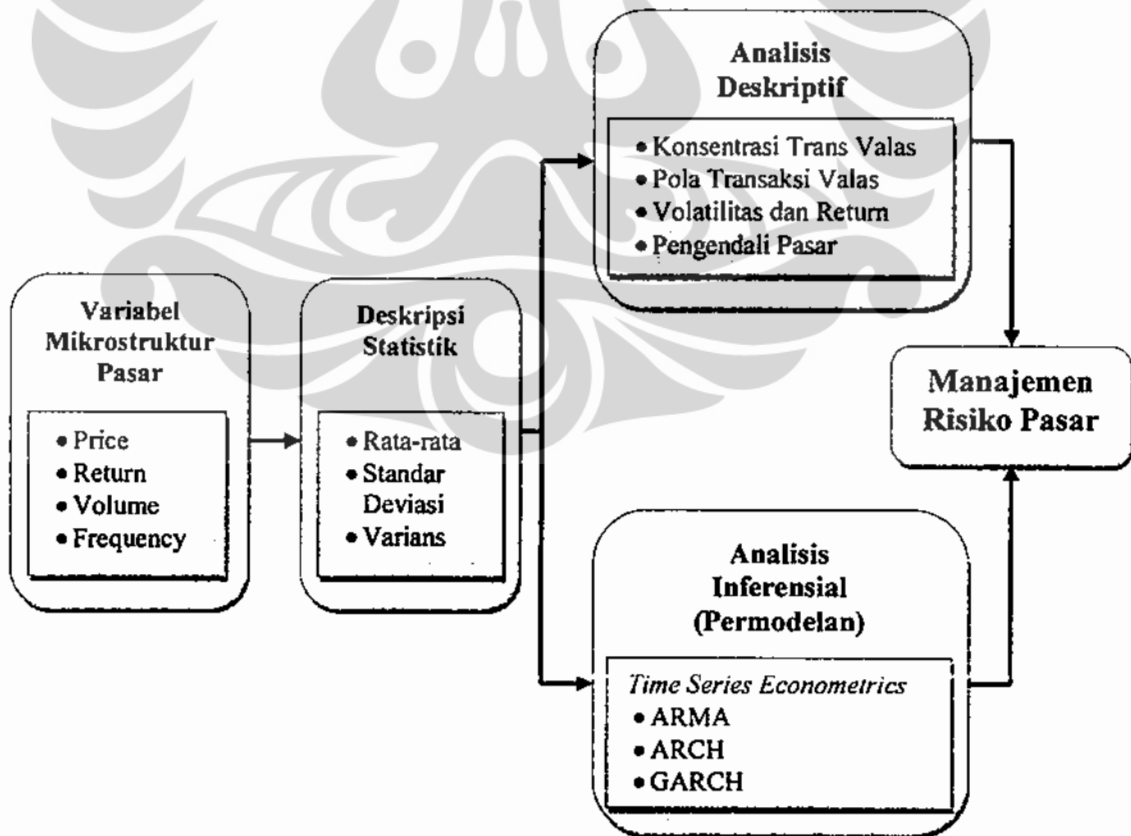 Variabel
Mikrostruktur
Pasar
• Price
• Return
• Volume
• Frequency
Deskripsi
Statistik
• Rata-rata
• Standar
Deviasi
• Varians
Analisis
Deskriptif
• Konsentrasi Trans Valas
• Pola Transaksi Valas
• Volatilitas dan Return
• Pengendali Pasar
Analisis
Inferensial
(Permodelan)
Time Series Econometrics
• ARMA
• ARCH
• GARCH
Manajemen
Risiko Pasar